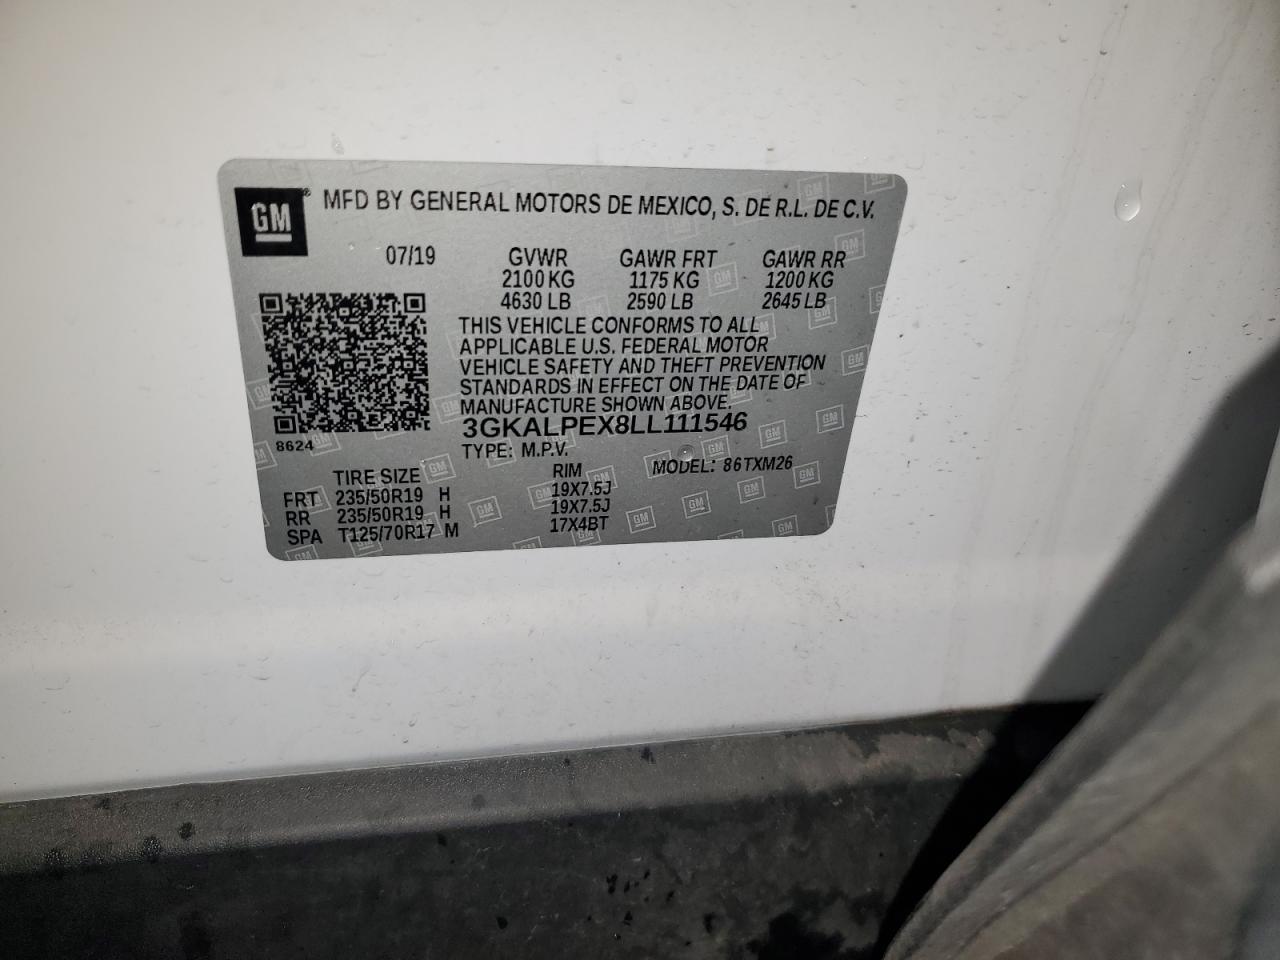 GM ® MFD BY GENERAL MOTORS DE MEXICO, S. DE R.L. DE C.V.
07/19 GVWR GAWR FRT GAWR RR
2100 KG 1175 KG 1200 KG
4630 LB 2590 LB 2645 LB
THIS VEHICLE CONFORMS TO ALL
APPLICABLE U.S. FEDERAL MOTOR
VEHICLE SAFETY AND THEFT PREVENTION
STANDARDS IN EFFECT ON THE DATE OF
MANUFACTURE SHOWN ABOVE.
3GKALPEX8LL111546
8624
TYPE: M.P.V. MODEL: 86TXM26
TIRE SIZE RIM
FRT 235/50R19 H 19X7.5J
RR 235/50R19 H 19X7.5J
SPA T125/70R17 M 17X4BT